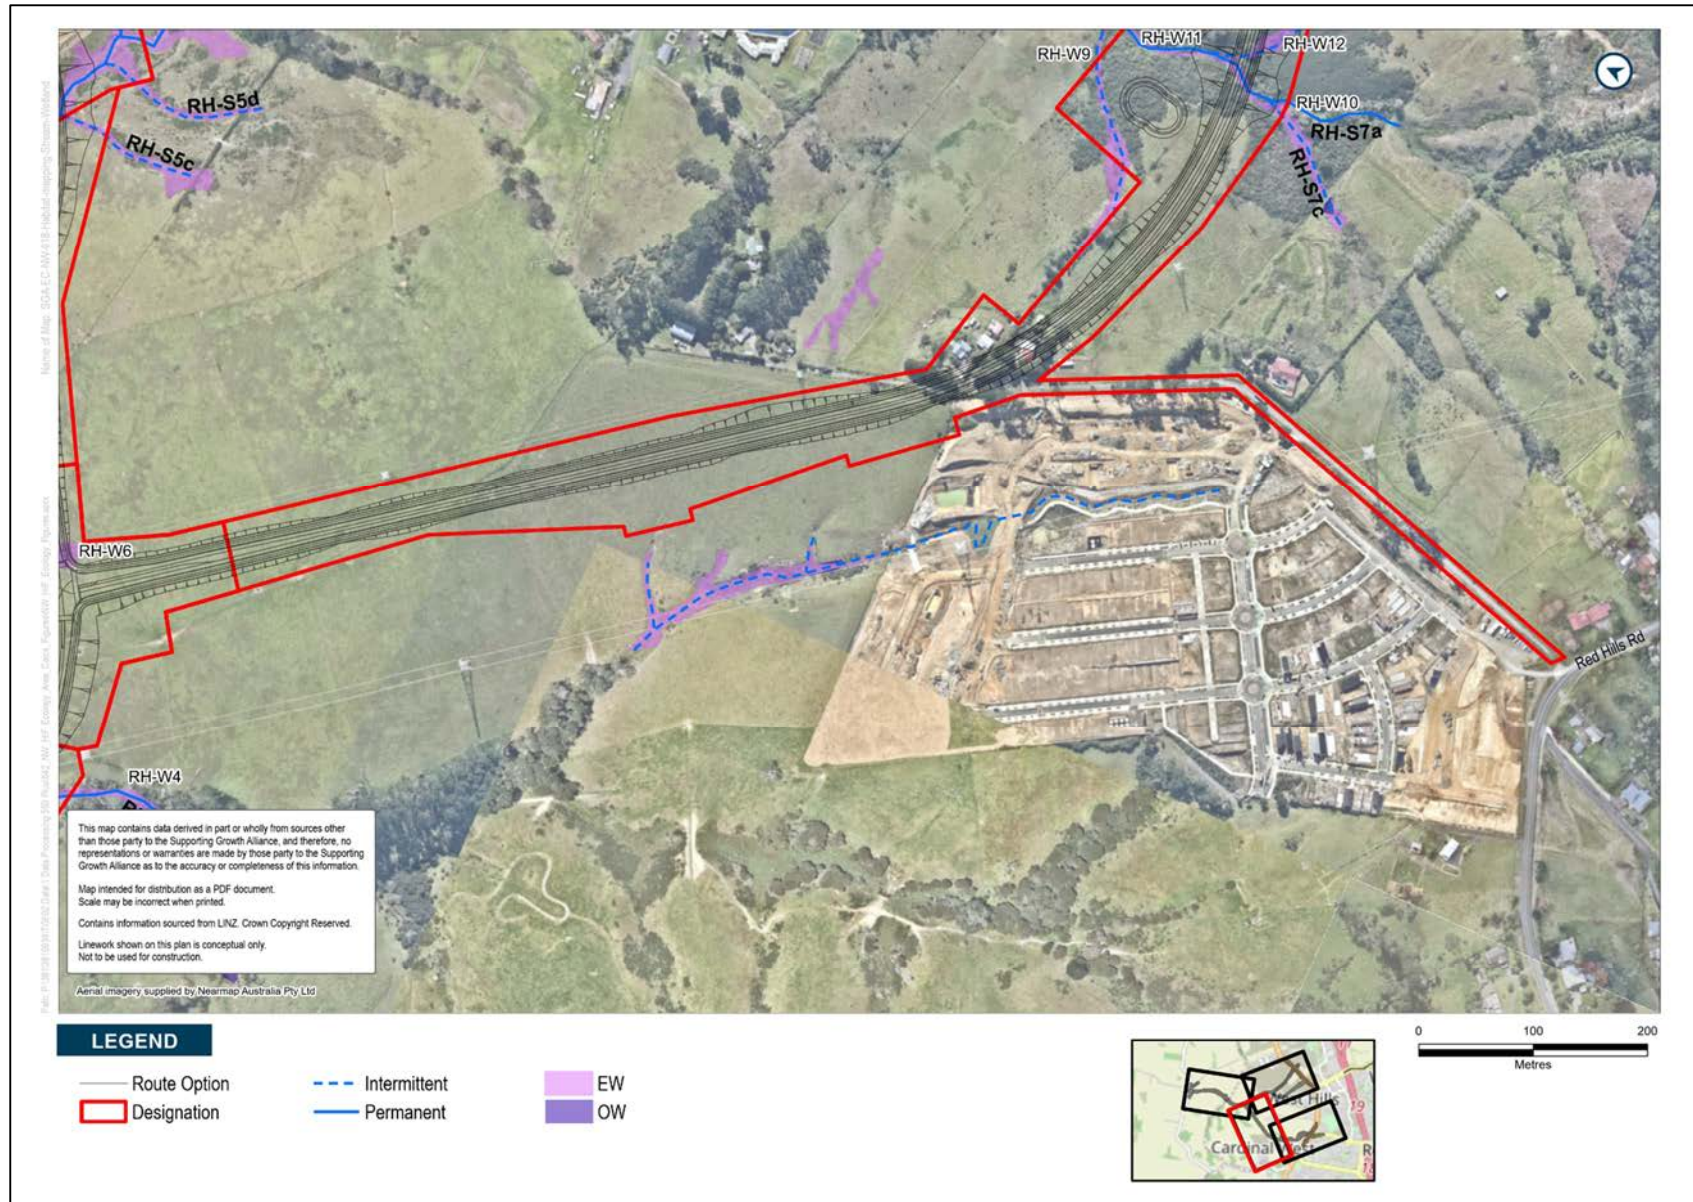 RH-W9
RH-W11
RH-W12
RH-S5d
RH-W10
RH-S7a
RH-S5c
RH-S7c
RH-W6
Red Hills Rd
RH-W4
This map contains data derived in part or wholly from sources other
than those party to the Supporting Growth Alliance, and therefore, no
representations or warranties are made by those party to the Supporting
Growth Alliance as to the accuracy or completeness of this information.
Map intended for distribution as a PDF document.
Scale may be incorrect when printed.
Contains information sourced from LINZ. Crown Copyright Reserved.
Linework shown on this plan is conceptual only.
Not to be used for construction.
Aerial imagery supplied by Nearmap Australia Pty Ltd
LEGEND
Route Option
Designation
Intermittent
Permanent
EW
OW
0 100 200
Metres
West Hills
19
Cardinal West
R